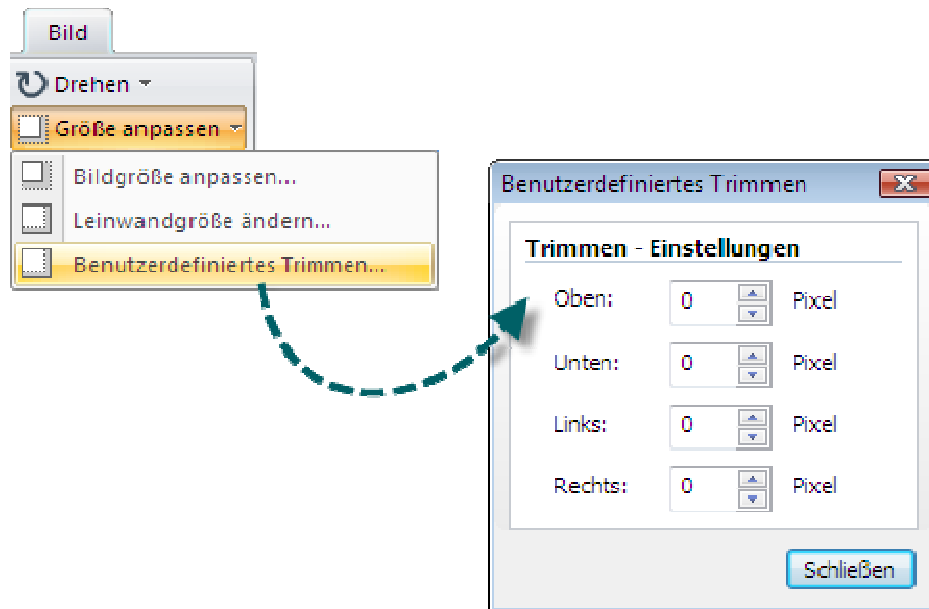 Bild
Drehen
Größe anpassen
Bildgröße anpassen...
Leinwandgröße ändern...
Benutzerdefiniertes Trimmen...
Benutzerdefiniertes Trimmen
Trimmen - Einstellungen
Oben: 0 Pixel
Unten: 0 Pixel
Links: 0 Pixel
Rechts: 0 Pixel
Schließen